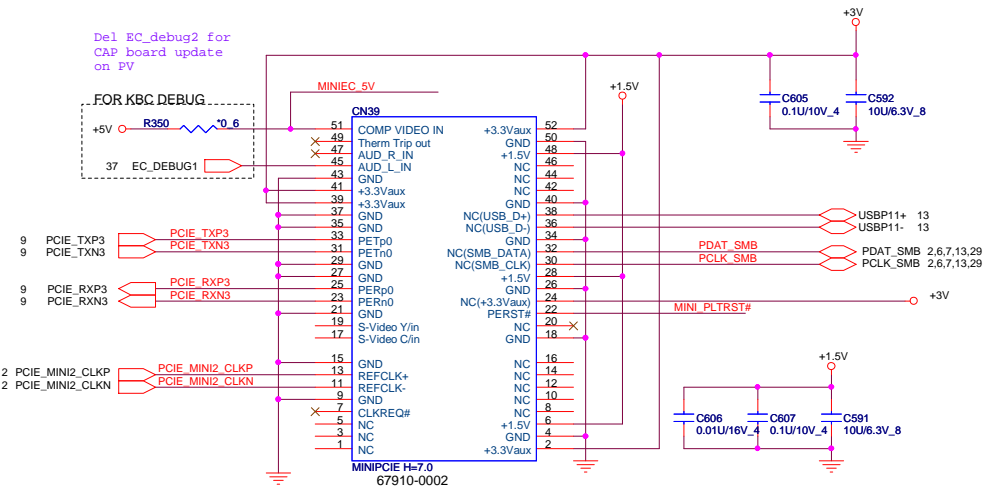 Del EC_debug2 for
CAP board update
on PV
FOR KBC DEBUG
+5V R350 *0_6
37 EC_DEBUG1
MINIEC_5V
+3V
C605
0.1U/10V_4
C592
10U/6.3V_8
+1.5V
CN39
51 COMP VIDEO IN +3.3Vaux 52
49 Therm Trip out GND 50
47 AUD_R_IN +1.5V 48
45 AUD_L_IN NC 46
43 GND NC 44
41 +3.3Vaux NC 42
39 +3.3Vaux GND 40
37 GND NC(USB_D+) 38 USBP11+ 13
35 GND NC(USB_D-) 36 USBP11- 13
9 PCIE_TXP3 PCIE_TXP3 33 PETp0 GND 34
9 PCIE_TXN3 PCIE_TXN3 31 PETn0 NC(SMB_DATA) 32 PDAT_SMB PDAT_SMB 2,6,7,13,29
29 GND NC(SMB_CLK) 30 PCLK_SMB PCLK_SMB 2,6,7,13,29
27 GND +1.5V 28
9 PCIE_RXP3 PCIE_RXP3 25 PERp0 GND 26
9 PCIE_RXN3 PCIE_RXN3 23 PERn0 NC(+3.3Vaux) 24 +3V
21 GND PERST# 22 MINI_PLTRST#
19 S-Video Y/in NC 20
17 S-Video C/in GND 18
15 GND NC 16
2 PCIE_MINI2_CLKP PCIE_MINI2_CLKP 13 REFCLK+ NC 14
2 PCIE_MINI2_CLKN PCIE_MINI2_CLKN 11 REFCLK- NC 12
9 GND NC 10
7 CLKREQ# NC 8
5 NC +1.5V 6
3 NC GND 4
1 NC +3.3Vaux 2
MINIPCIE H=7.0
67910-0002
+1.5V
C606
0.01U/16V_4
C607
0.1U/10V_4
C591
10U/6.3V_8